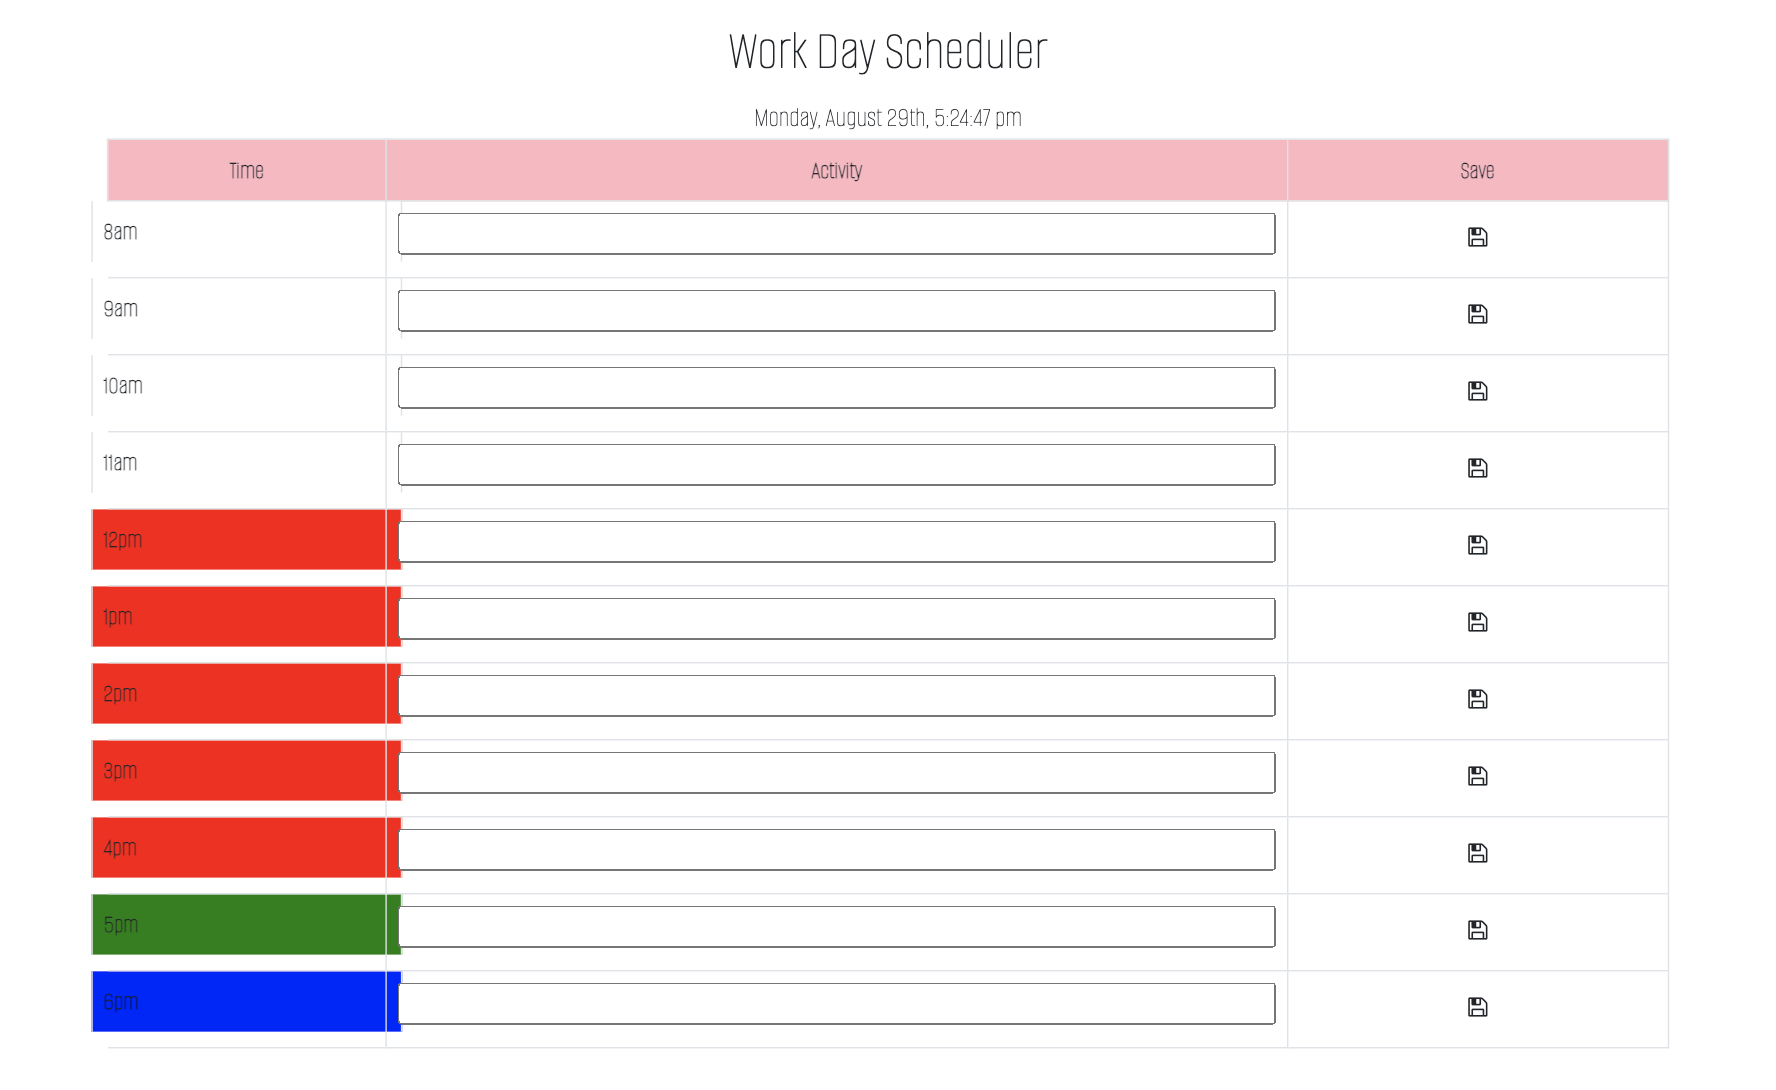 Work Day Scheduler
Monday, August 29th, 5:24:47 pm
Time Activity Save
8am
9am
10am
11am
12pm
1pm
2pm
3pm
4pm
5pm
6pm